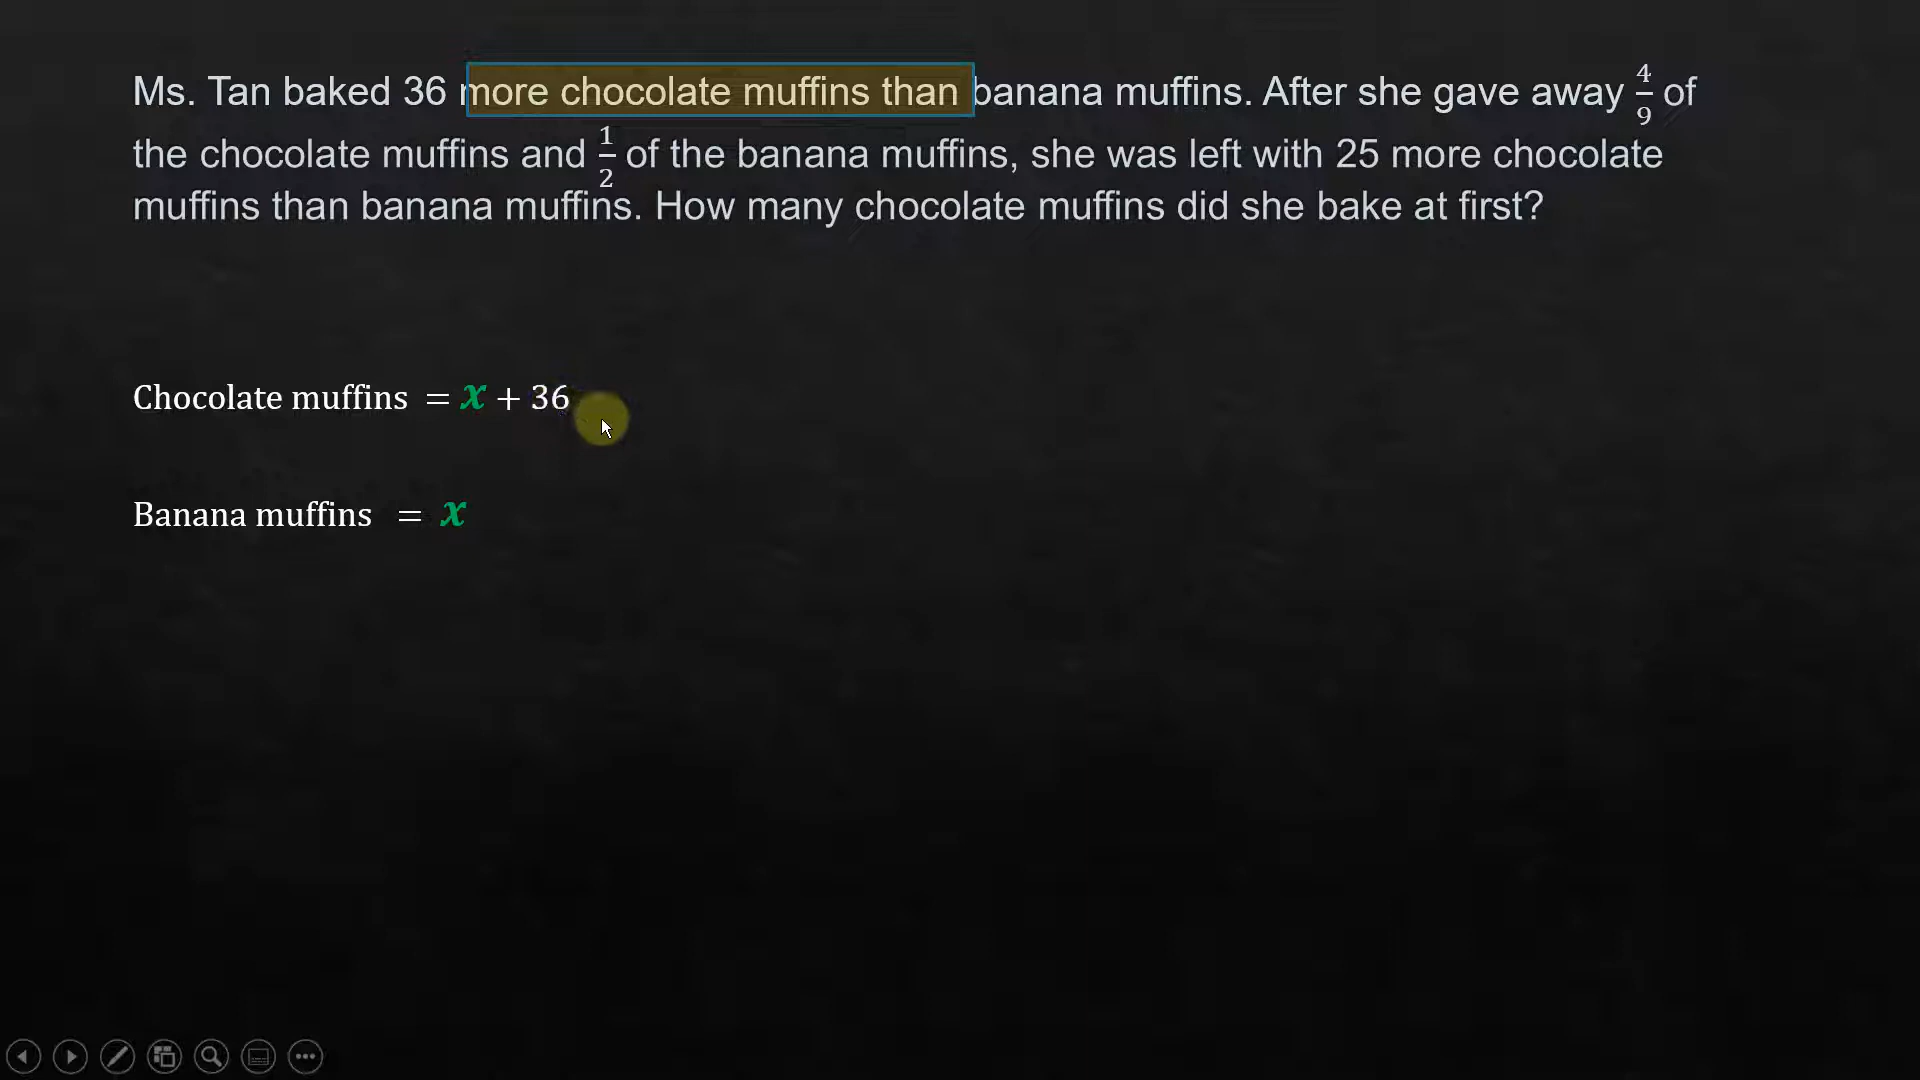 Ms. Tan baked 36 more chocolate muffins than banana muffins. After she gave away 4/9 of
the chocolate muffins and 1/2 of the banana muffins, she was left with 25 more chocolate
muffins than banana muffins. How many chocolate muffins did she bake at first?
Chocolate muffins = x + 36
Banana muffins = x